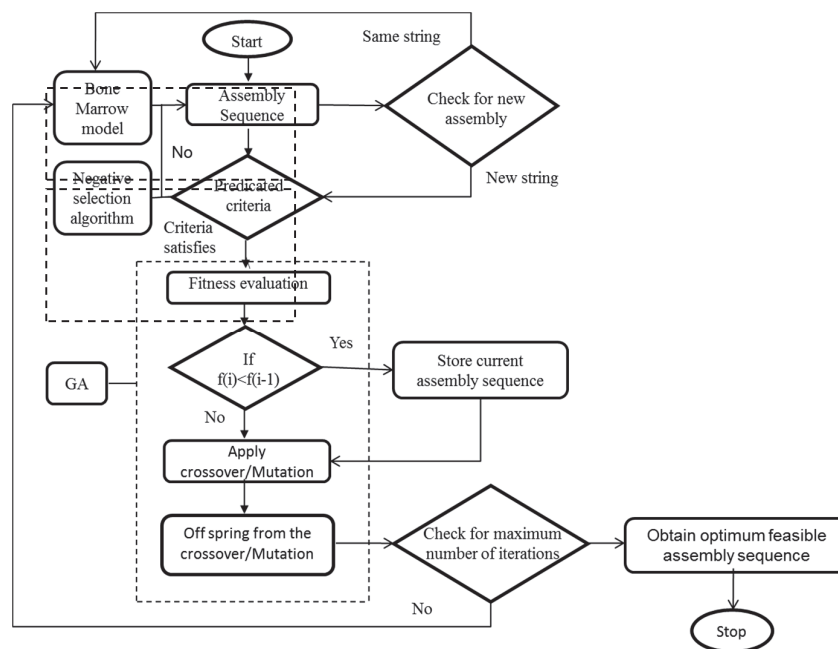 Same string
Start
Bone
Marrow
model
Assembly
Sequence
Check for new
assembly
No
Negative
selection
algorithm
Predicated
criteria
New string
Criteria
satisfies
Fitness evaluation
If
f(i)<f(i-1)
Yes
Store current
assembly sequence
GA
No
Apply
crossover/Mutation
Off spring from the
crossover/Mutation
Check for maximum
number of iterations
Obtain optimum feasible
assembly sequence
No
Stop